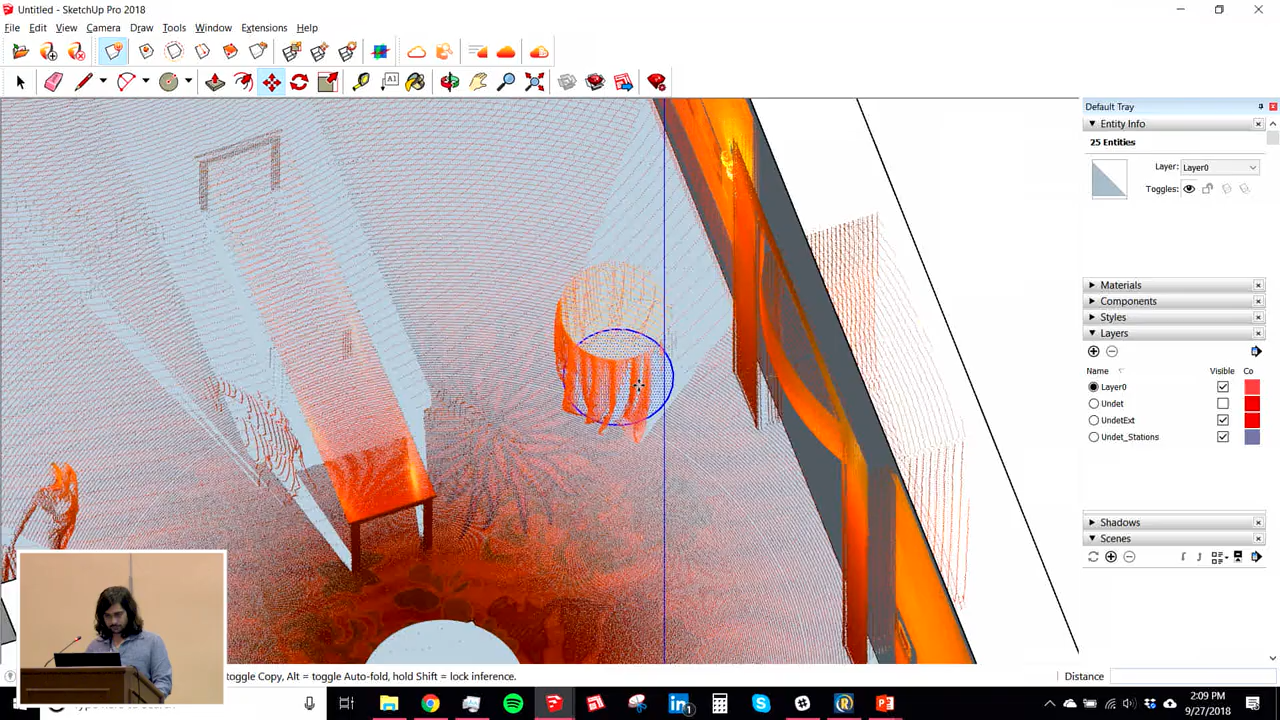 Untitled - SketchUp Pro 2018
File Edit View Camera Draw Tools Window Extensions Help
A1
Default Tray
Entity Info
25 Entities
Layer: Layer0
Toggles:
Materials
Components
Styles
Layers
Name Visible Co
Layer0
Undet
UndetExt
Undet_Stations
Shadows
Scenes
toggle Copy, Alt = toggle Auto-fold, hold Shift = lock inference.
Distance
2:09 PM
9/27/2018